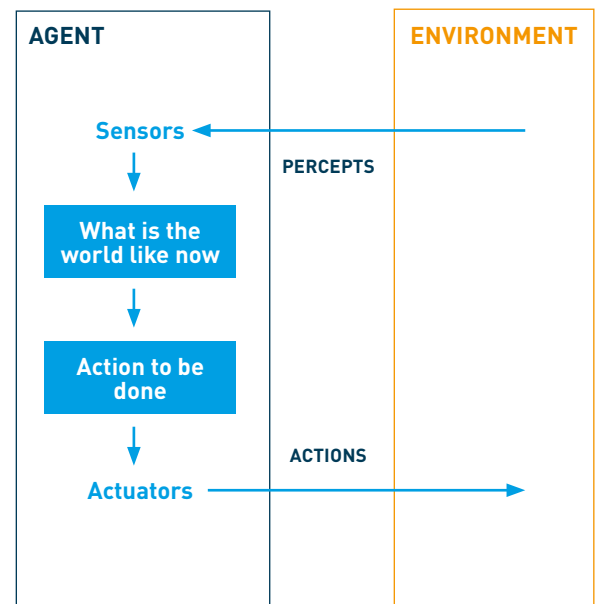 AGENT
ENVIRONMENT
Sensors
PERCEPTS
What is the
world like now
Action to be
done
ACTIONS
Actuators